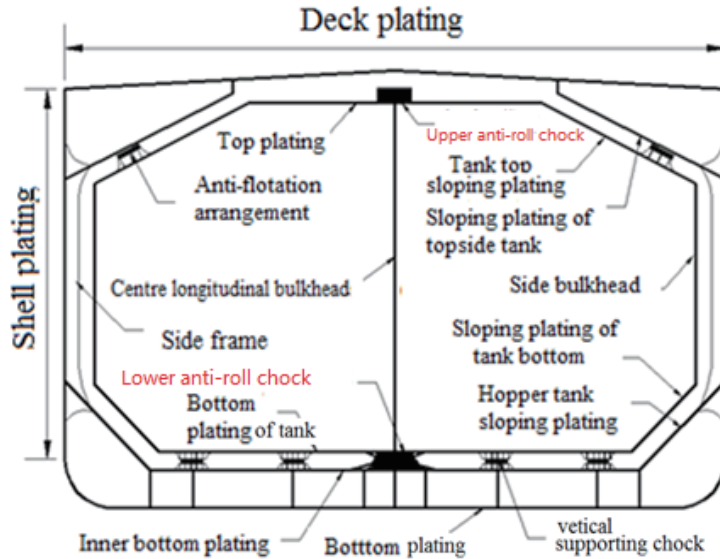 Deck plating
Upper anti-roll chock
Top plating
Tank top
sloping plating
Anti-flotation
arrangement
Sloping plating of
topside tank
Shell plating
Centre longitudinal bulkhead
Side bulkhead
Side frame
Sloping plating of
tank bottom
Lower anti-roll chock
Hopper tank
sloping plating
Bottom
plating of tank
Inner bottom plating
Botttom plating
vetical
supporting chock